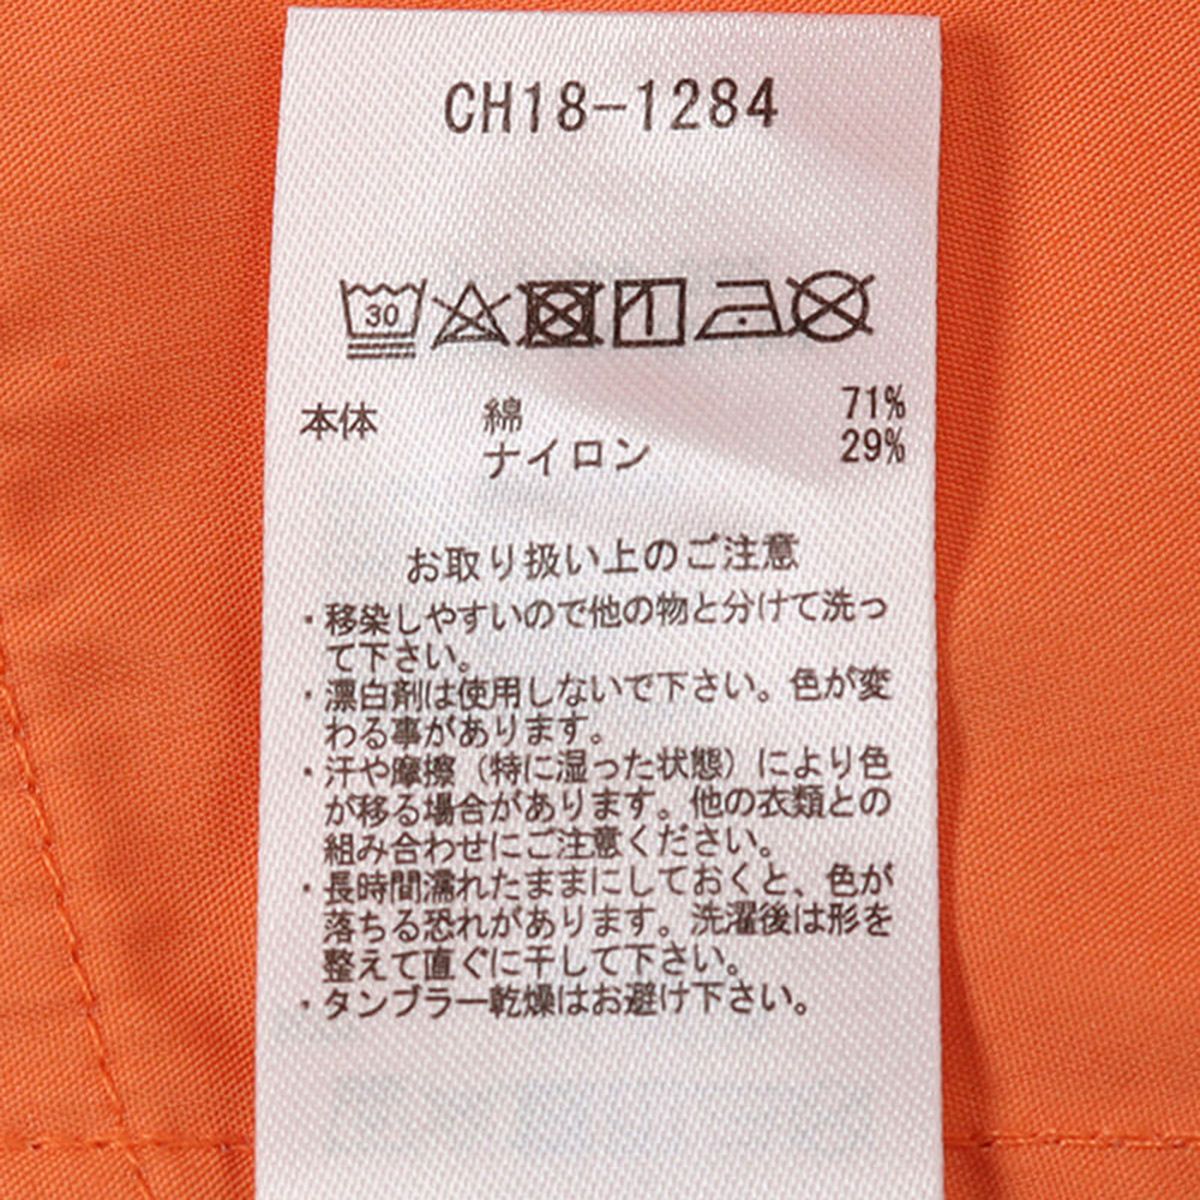 CH18-1284
30
本体 綿 71%
ナイロン 29%
お取り扱い上のご注意
・移染しやすいので他の物と分けて洗っ
て下さい。
・漂白剤は使用しないで下さい。色が変
わる事があります。
・汗や摩擦（特に湿った状態）により色
が移る場合があります。他の衣類との
組み合わせにご注意ください。
・長時間濡れたままにしておくと、色が
落ちる恐れがあります。洗濯後は形を
整えて直ぐに干して下さい。
・タンブラー乾燥はお避け下さい。